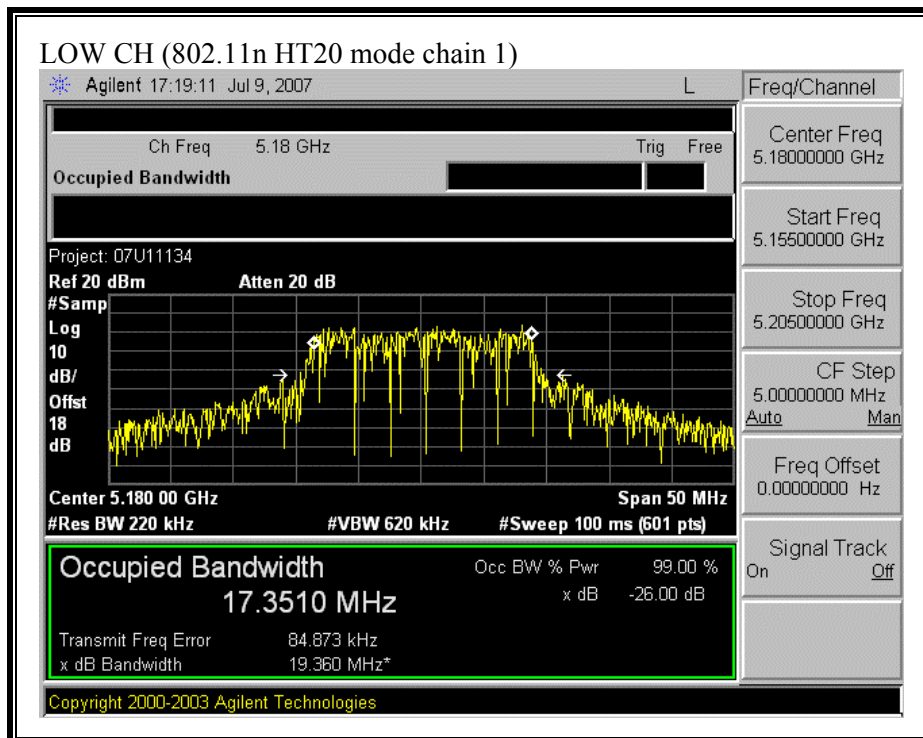 LOW CH (802.11n HT20 mode chain 1)
Agilent 17:19:11 Jul 9, 2007 L
Freq/Channel
Ch Freq 5.18 GHz Trig Free
Occupied Bandwidth
Center Freq
5.18000000 GHz
Start Freq
5.15500000 GHz
Stop Freq
5.20500000 GHz
CF Step
5.00000000 MHz
Auto Man
Freq Offset
0.00000000 Hz
Signal Track
On Off
Project: 07U11134
Ref 20 dBm Atten 20 dB
#Samp
Log
10
dB/
Offst
18
dB
Center 5.180 00 GHz Span 50 MHz
#Res BW 220 kHz #VBW 620 kHz #Sweep 100 ms (601 pts)
Occupied Bandwidth Occ BW % Pwr 99.00 %
17.3510 MHz x dB -26.00 dB
Transmit Freq Error 84.873 kHz
x dB Bandwidth 19.360 MHz*
Copyright 2000-2003 Agilent Technologies